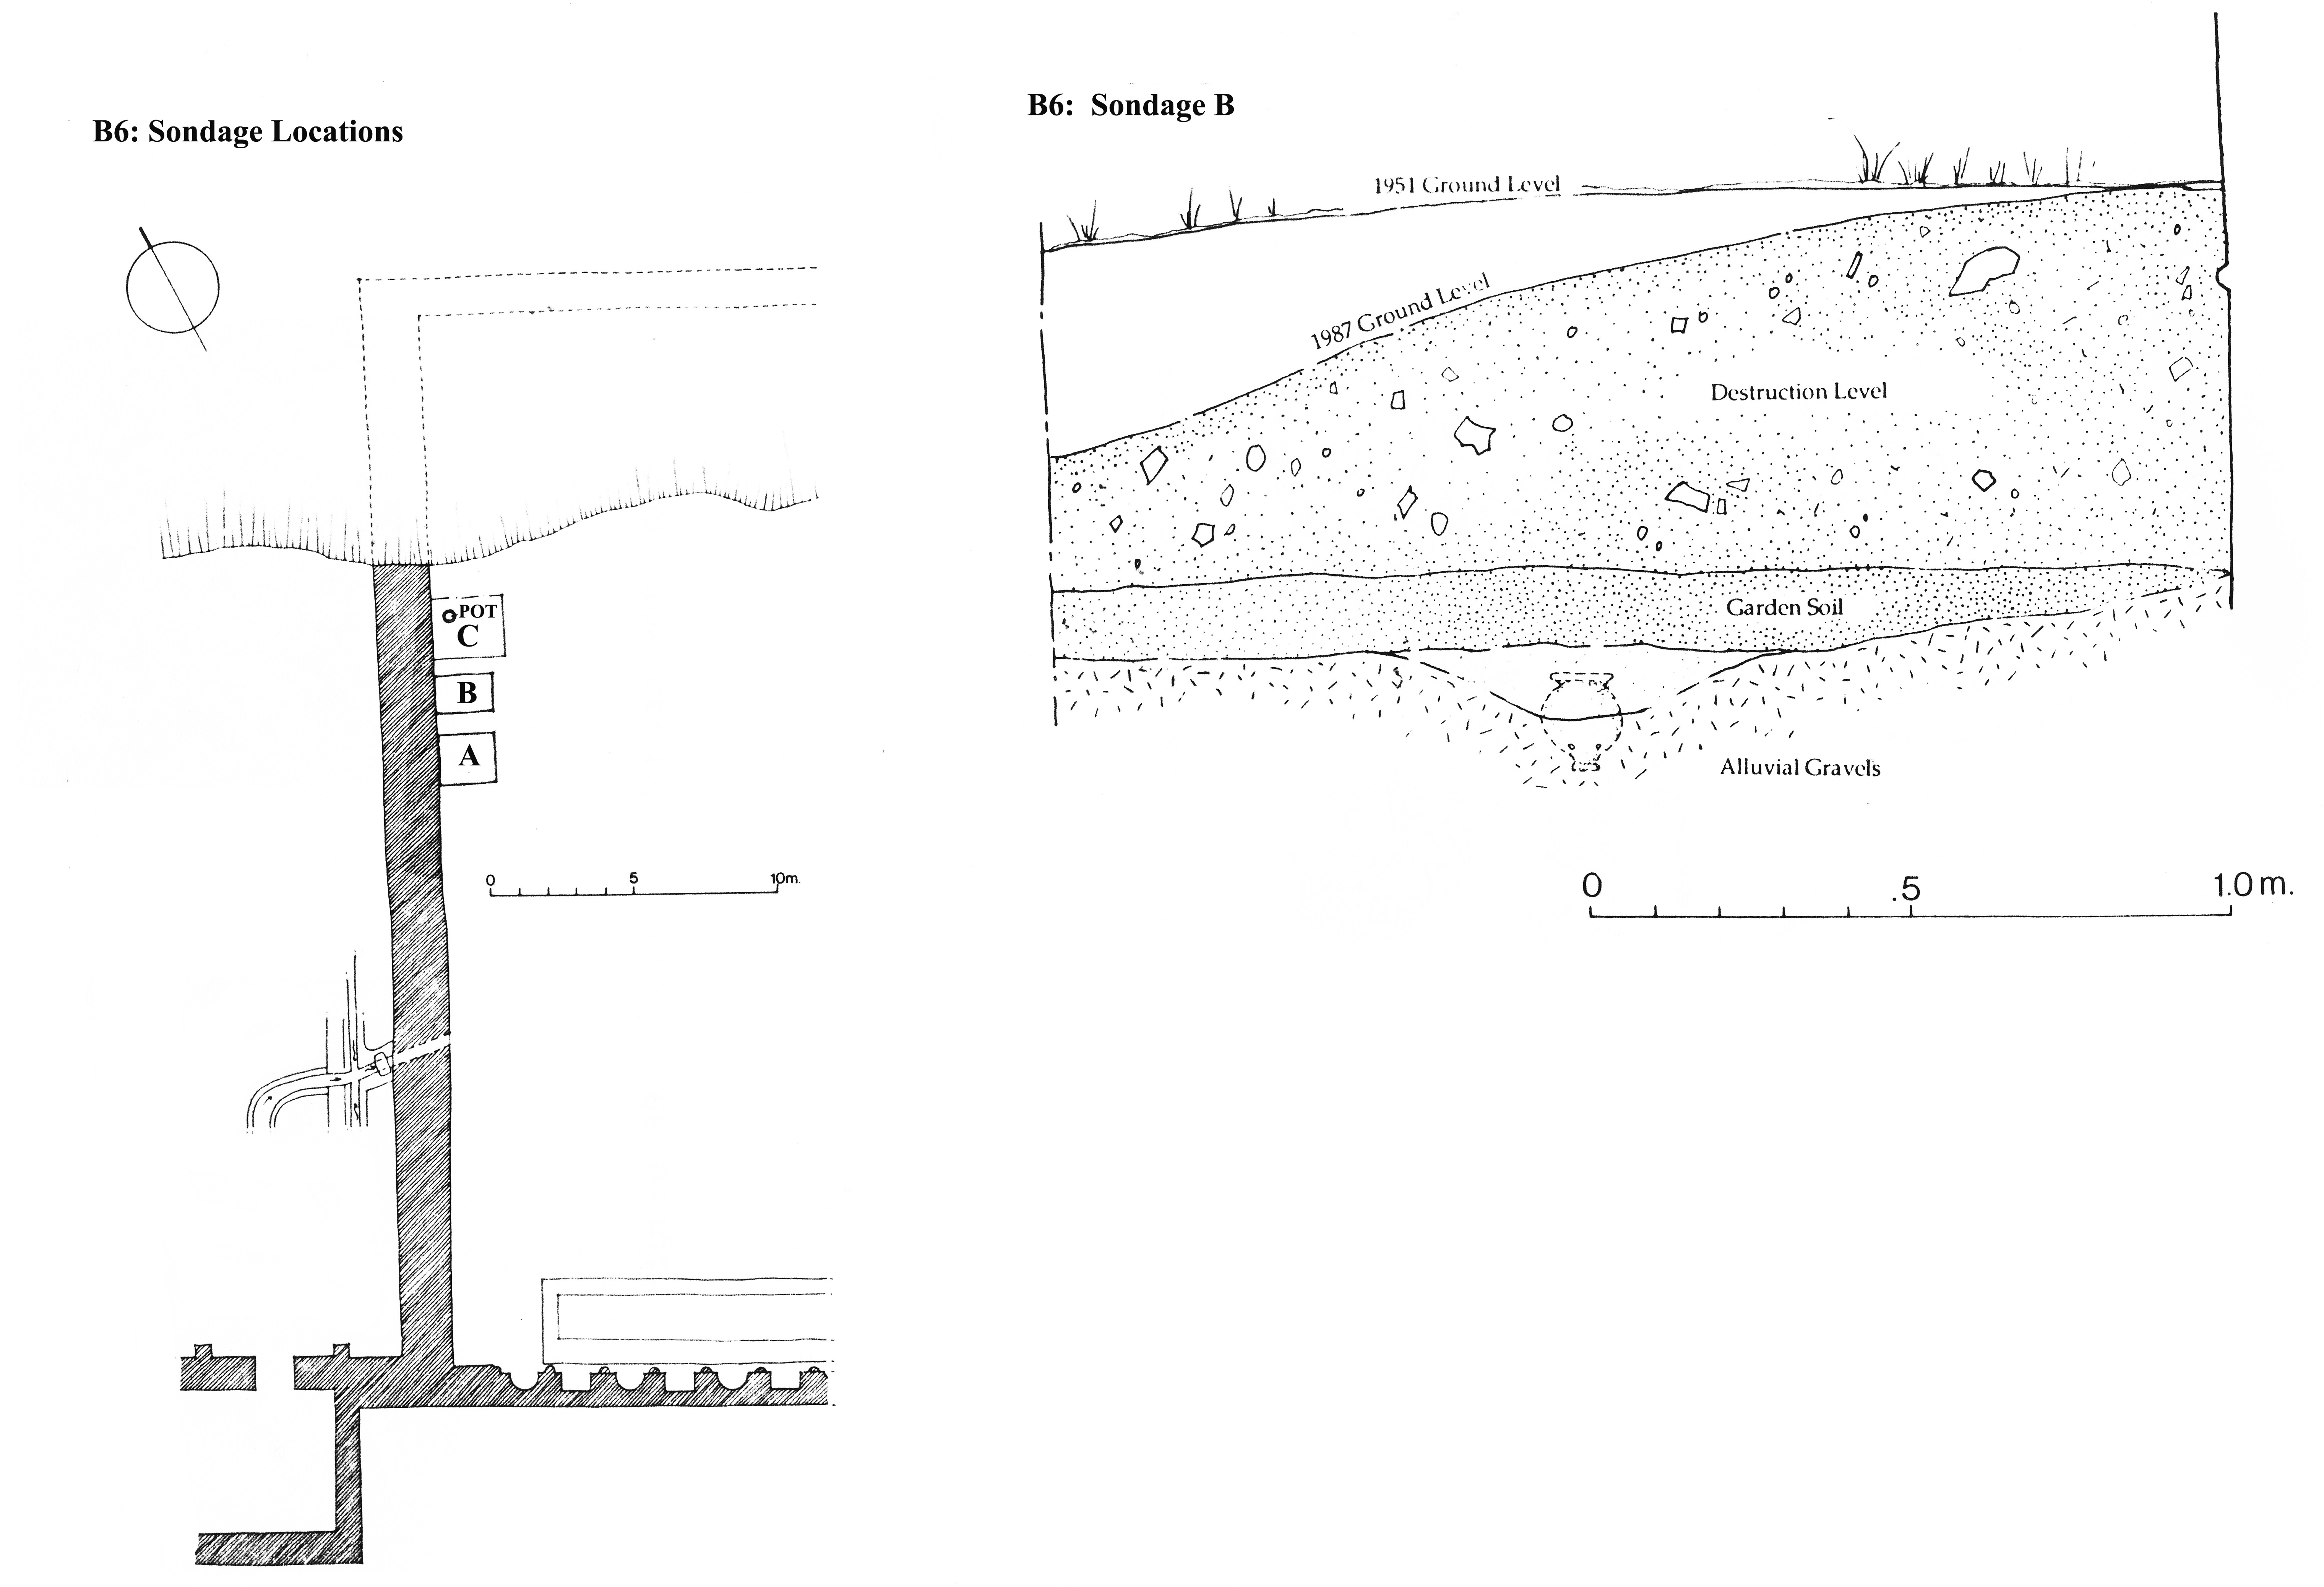 B6: Sondage Locations
POT
C
B
A
0 5 10m.
B6: Sondage B
1951 Ground Level
1987 Ground Level
Destruction Level
Garden Soil
Alluvial Gravels
0 .5 1.0 m.